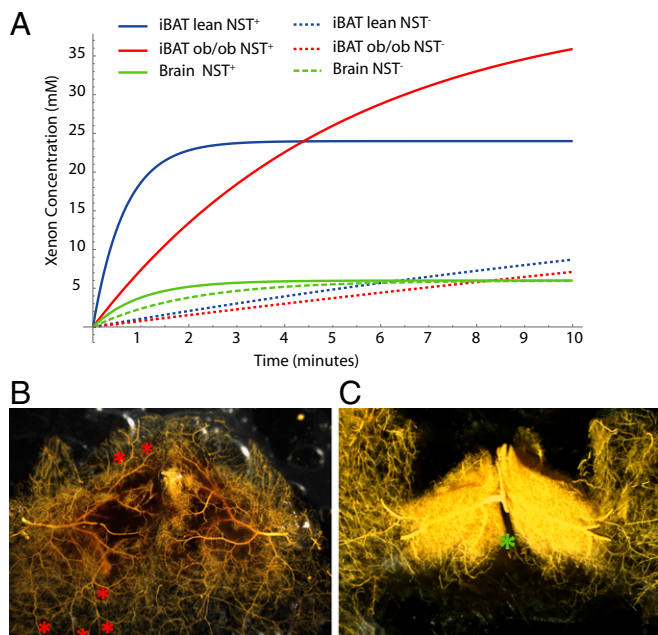 A
iBAT lean NST⁺
iBAT ob/ob NST⁺
Brain NST⁺
iBAT lean NST⁻
iBAT ob/ob NST⁻
Brain NST⁻
Xenon Concentration (mM)
35
30
25
20
15
10
5
1 2 3 4 5 6 7 8 9 10
Time (minutes)
B
*
*
*
*
*
*
C
*